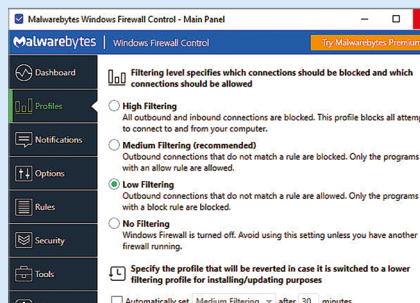 Malwarebytes Windows Firewall Control - Main Panel
Malwarebytes Windows Firewall Control Try Malwarebytes Premium
Dashboard
Profiles
Notifications
Options
Rules
Security
Tools
Filtering level specifies which connections should be blocked and which
connections should be allowed
High Filtering
All outbound and inbound connections are blocked. This profile blocks all
to connect to and from your computer.
Medium Filtering (recommended)
Outbound connections that do not match a rule are blocked. Only the programs
with an allow rule are allowed.
Low Filtering
Outbound connections that do not match a rule are allowed. Only the programs
with a block rule are blocked.
No Filtering
Windows Firewall is turned off. Avoid using this setting unless you have another
firewall running.
Specify the profile that will be reverted in case it is switched to a lower
filtering profile for installing/updating purposes
Automatically set Medium Filtering after 30 minutes